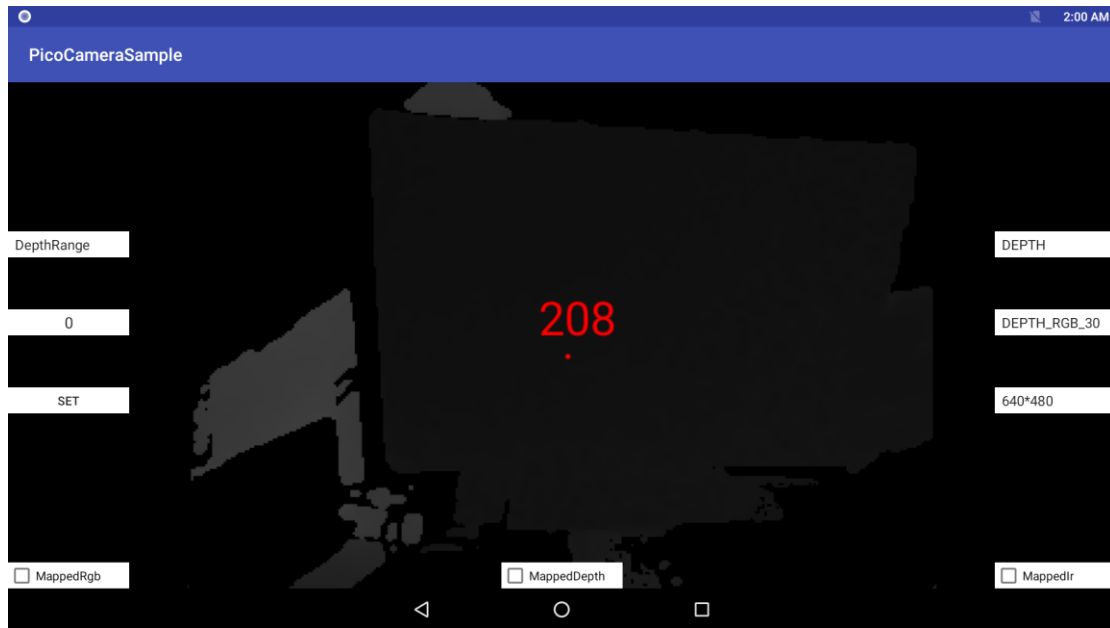 2:00 AM
PicoCameraSample
DepthRange
DEPTH
208
0
DEPTH_RGB_30
SET
640*480
MappedRgb
MappedDepth
MappedIr